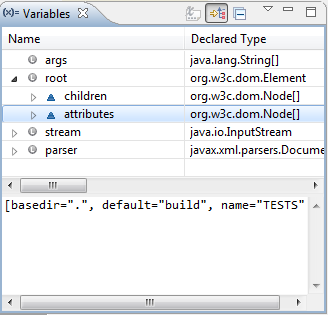 (x)= Variables
Name Declared Type
args java.lang.String[]
root org.w3c.dom.Element
children org.w3c.dom.Node[]
attributes org.w3c.dom.Node[]
stream java.io.InputStream
parser javax.xml.parsers.Docume
[basedir=".", default="build", name="TESTS"